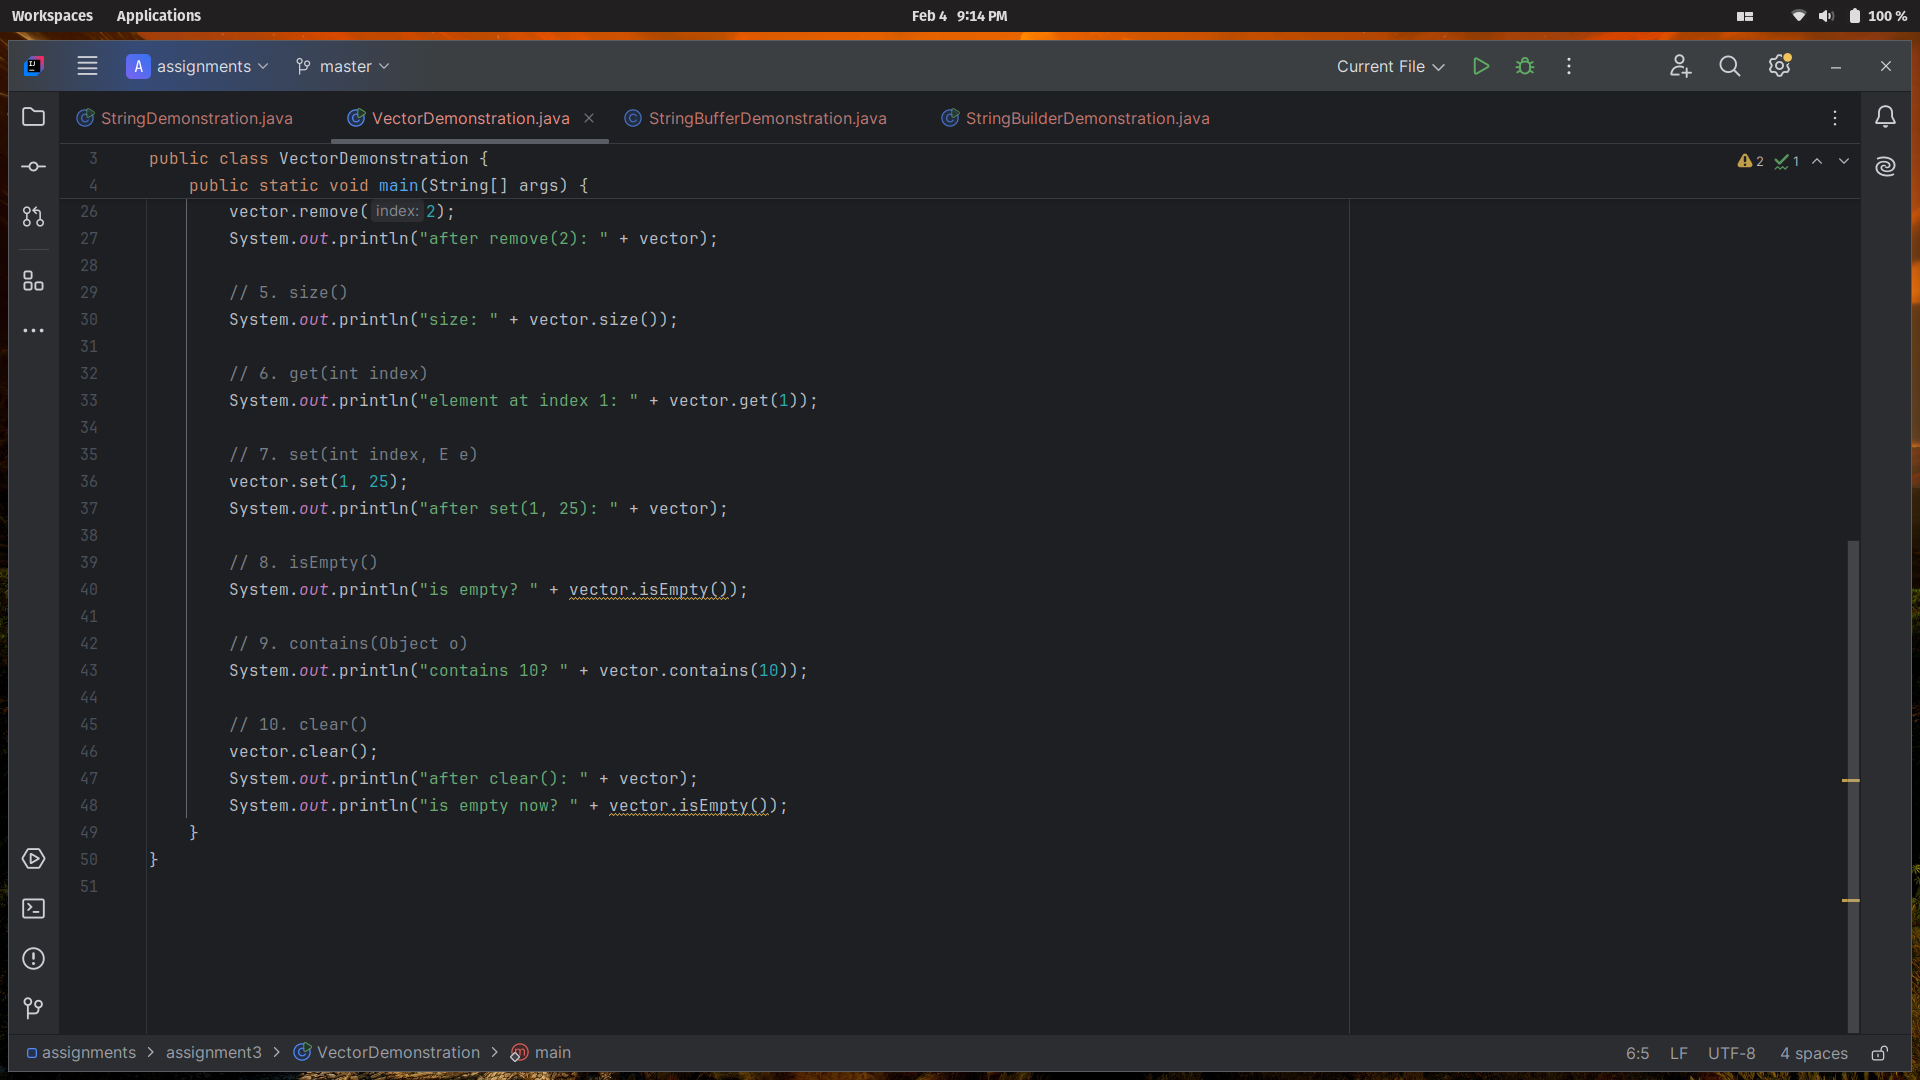 Workspaces Applications Feb 4 9:14 PM 100 %
A assignments master Current File
StringDemonstration.java VectorDemonstration.java StringBufferDemonstration.java StringBuilderDemonstration.java
3 public class VectorDemonstration { 2 1
4 public static void main(String[] args) {
26 vector.remove( index: 2);
27 System.out.println("after remove(2): " + vector);
28
29 // 5. size()
30 System.out.println("size: " + vector.size());
31
32 // 6. get(int index)
33 System.out.println("element at index 1: " + vector.get(1));
34
35 // 7. set(int index, E e)
36 vector.set(1, 25);
37 System.out.println("after set(1, 25): " + vector);
38
39 // 8. isEmpty()
40 System.out.println("is empty? " + vector.isEmpty());
41
42 // 9. contains(Object o)
43 System.out.println("contains 10? " + vector.contains(10));
44
45 // 10. clear()
46 vector.clear();
47 System.out.println("after clear(): " + vector);
48 System.out.println("is empty now? " + vector.isEmpty());
49 }
50 }
51
assignments > assignment3 > VectorDemonstration > main 6:5 LF UTF-8 4 spaces